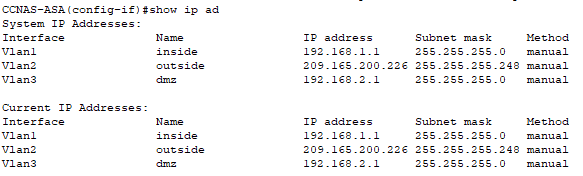 CCNAS-ASA(config-if)#show ip ad
System IP Addresses:
Interface Name IP address Subnet mask Method
Vlan1 inside 192.168.1.1 255.255.255.0 manual
Vlan2 outside 209.165.200.226 255.255.255.248 manual
Vlan3 dmz 192.168.2.1 255.255.255.0 manual

Current IP Addresses:
Interface Name IP address Subnet mask Method
Vlan1 inside 192.168.1.1 255.255.255.0 manual
Vlan2 outside 209.165.200.226 255.255.255.248 manual
Vlan3 dmz 192.168.2.1 255.255.255.0 manual